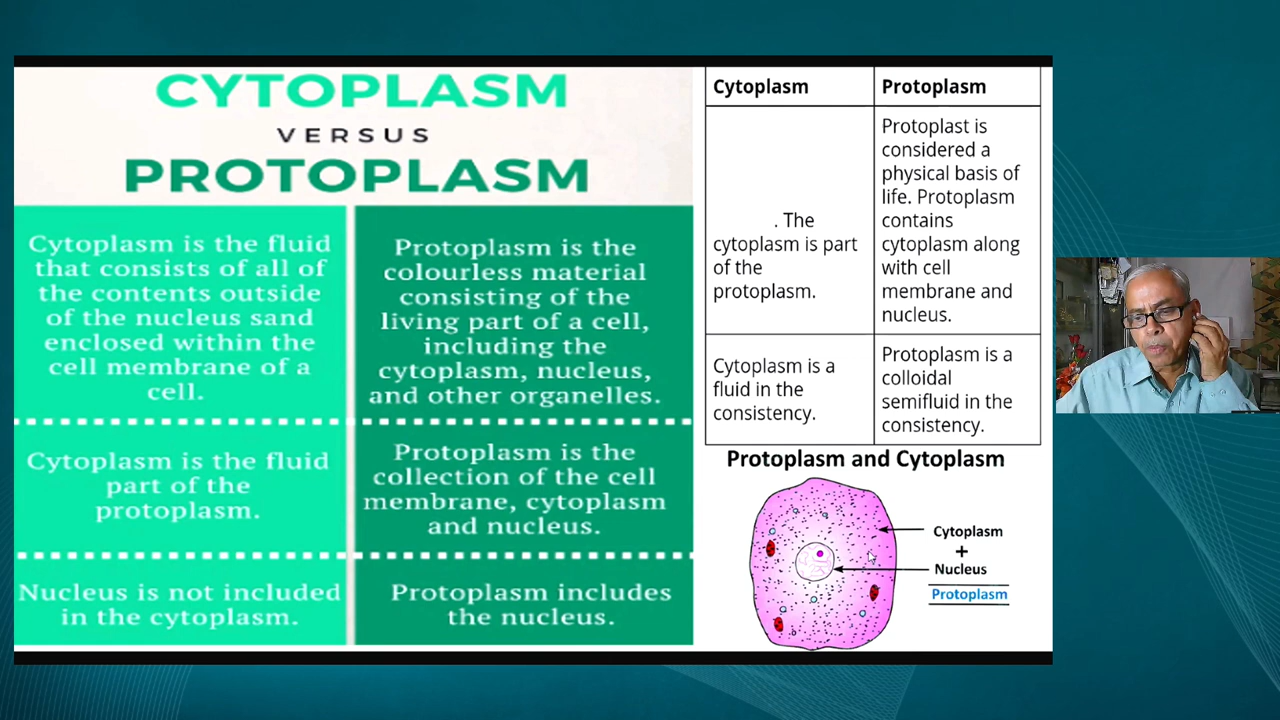 CYTOPLASM
VERSUS
PROTOPLASM
Cytoplasm is the fluid
that consists of all of
the contents outside
of the nucleus sand
enclosed within the
cell membrane of a
cell.
Protoplasm is the
colourless material
consisting of the
living part of a cell,
including the
cytoplasm, nucleus,
and other organelles.
Cytoplasm is the fluid
part of the
protoplasm.
Protoplasm is the
collection of the cell
membrane, cytoplasm
and nucleus.
Nucleus is not included
in the cytoplasm.
Protoplasm includes
the nucleus.
Cytoplasm
Protoplasm
. The
cytoplasm is part
of the
protoplasm.
Protoplast is
considered a
physical basis of
life. Protoplasm
contains
cytoplasm along
with cell
membrane and
nucleus.
Cytoplasm is a
fluid in the
consistency.
Protoplasm is a
colloidal
semifluid in the
consistency.
Protoplasm and Cytoplasm
Cytoplasm
+
Nucleus
Protoplasm